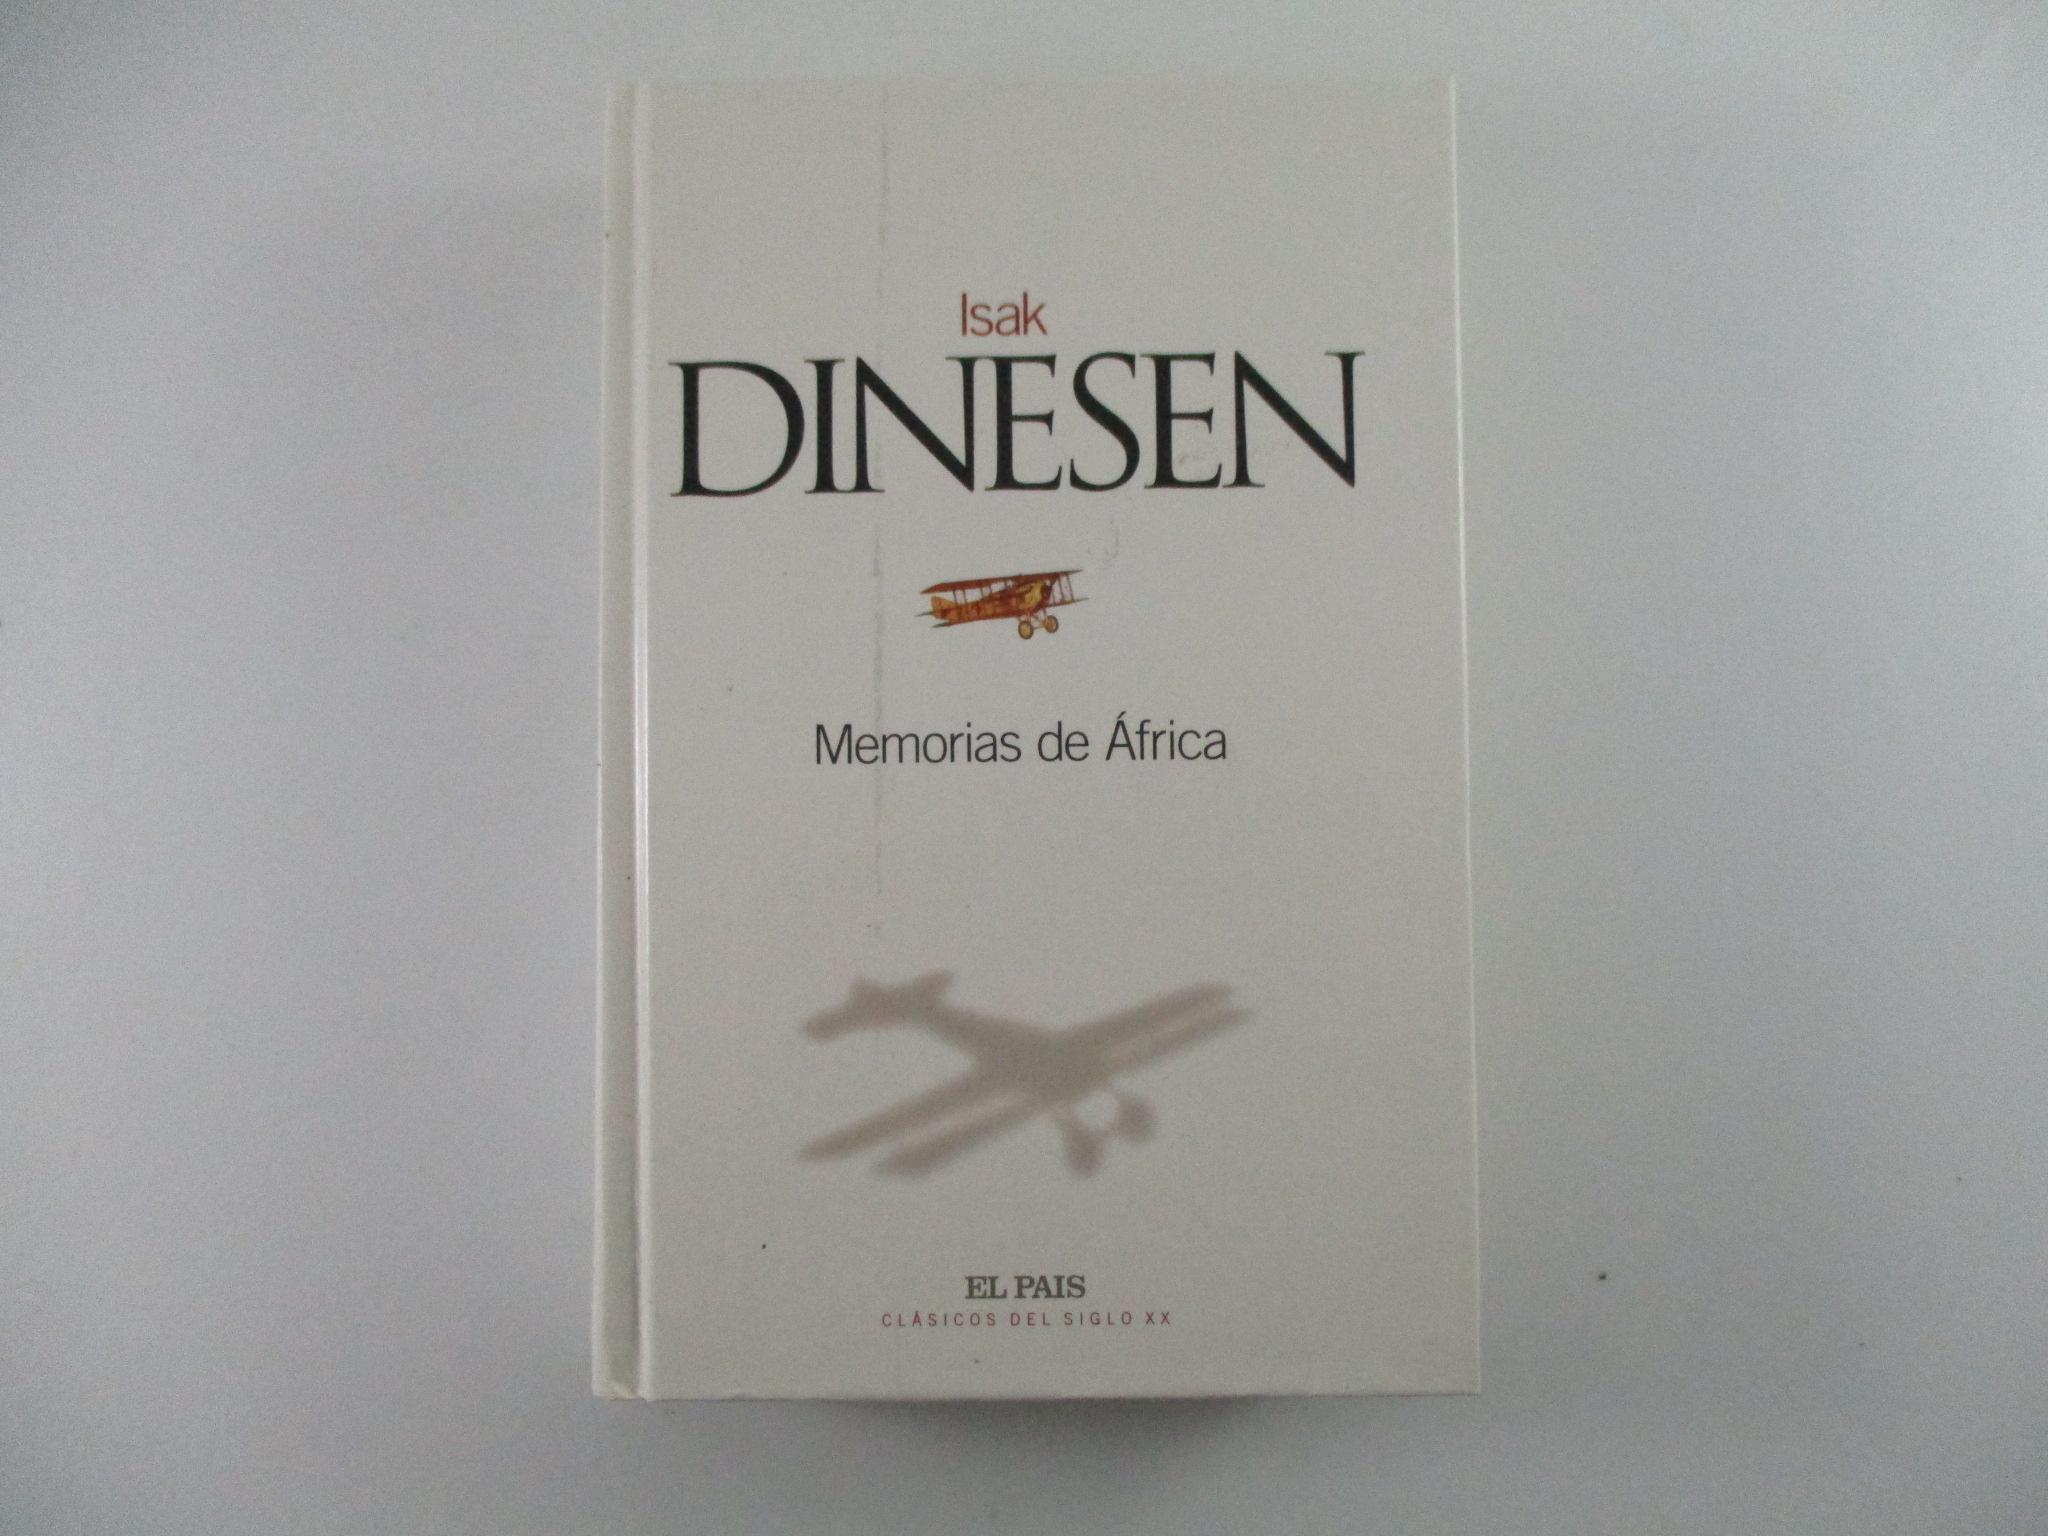 Isak
DINESEN
Memorias de África
EL PAIS
CLÁSICOS DEL SIGLO XX